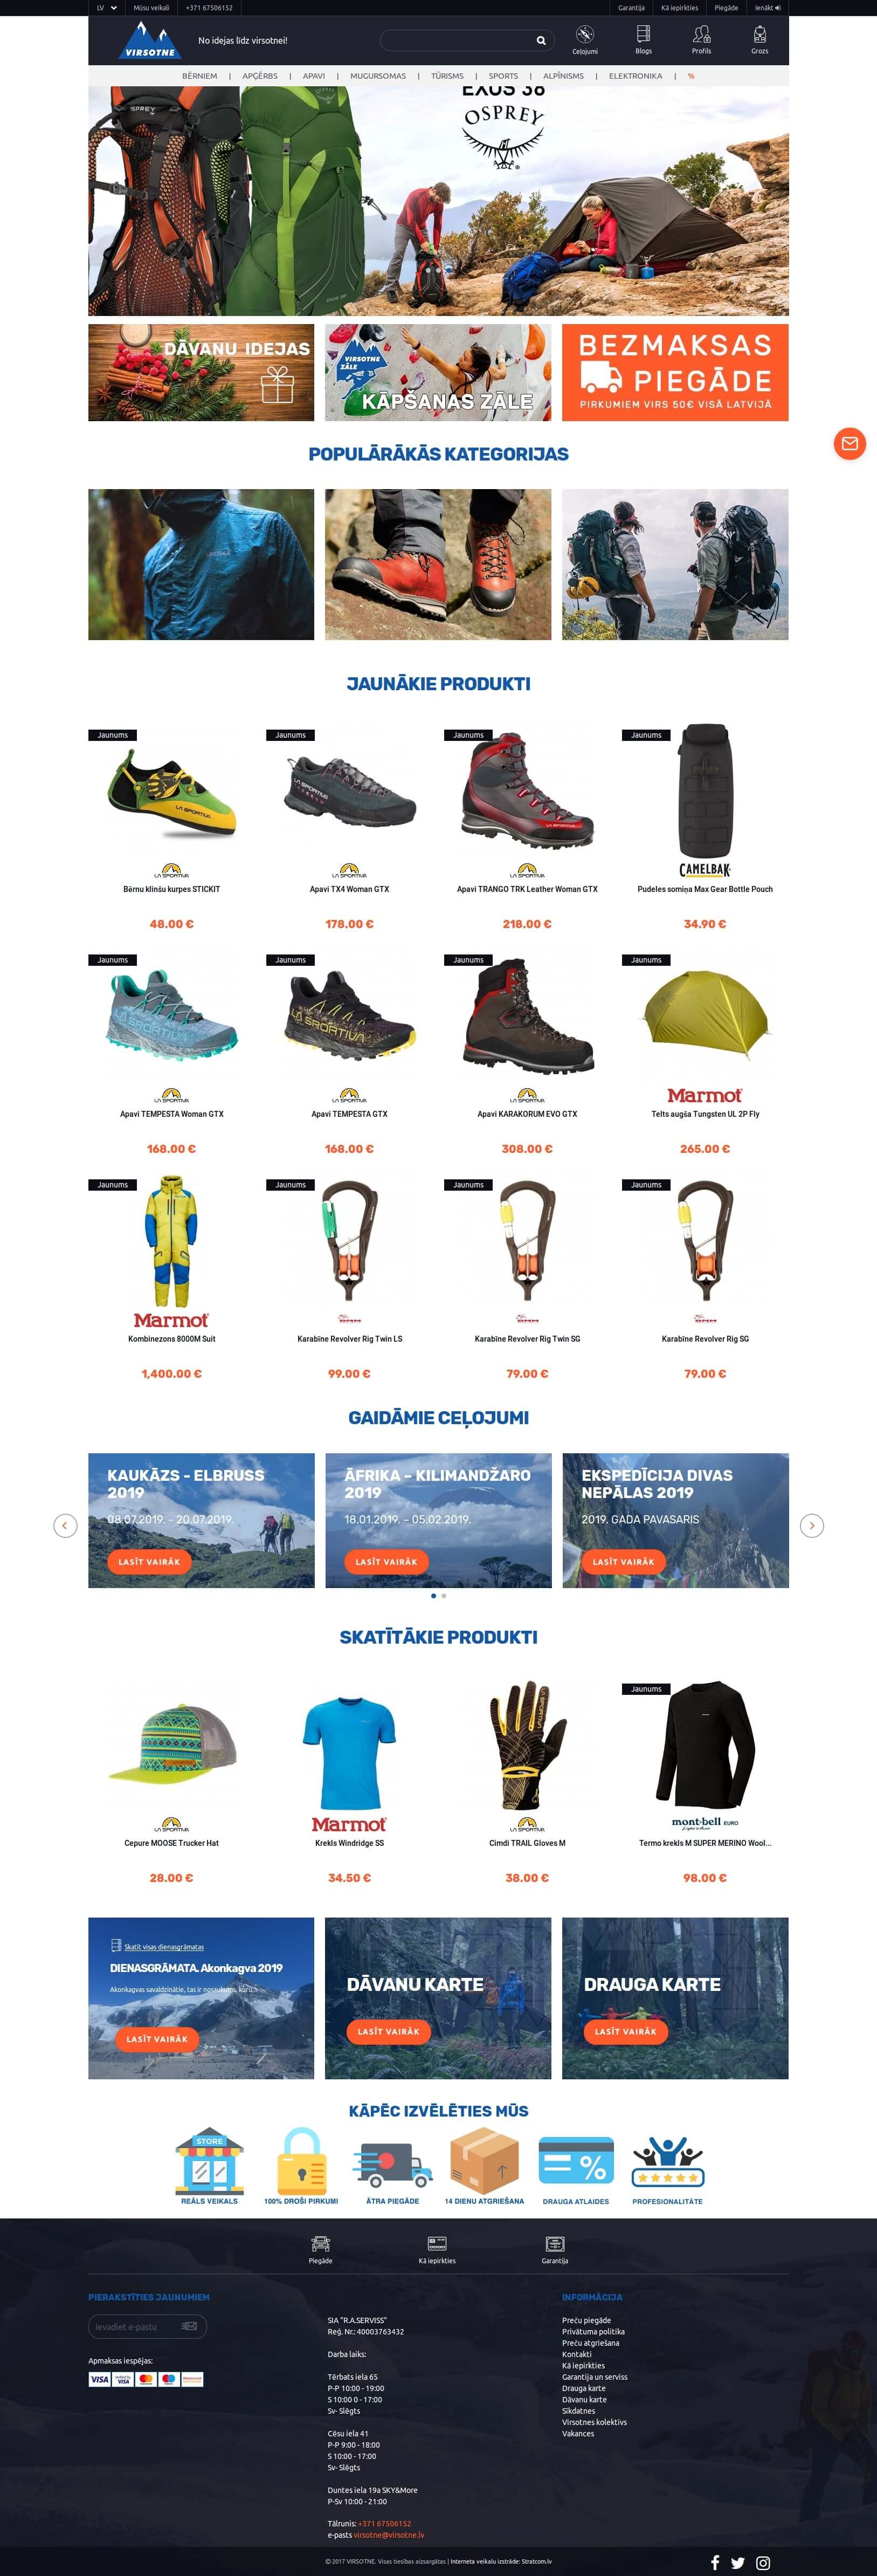 LV
Mūsu veikali
+371 67506152
Garantija
Kā iepirkties
Piegāde
Ienākt
VIRSOTNE
No idejas līdz virsotnei!
Ceļojumi
Blogs
Profils
Grozs
BĒRNIEM | APĢĒRBS | APAVI | MUGURSOMAS | TŪRISMS | SPORTS | ALPĪNISMS | ELEKTRONIKA | %
EXOS 38
OSPREY
DĀVANU IDEJAS
VIRSOTNE
ZĀLE
KĀPŠANAS ZĀLE
BEZMAKSAS
PIEGĀDE
PIRKUMIEM VIRS 50€ VISĀ LATVIJĀ
POPULĀRĀKĀS KATEGORIJAS
JAUNĀKIE PRODUKTI
Jaunums
Jaunums
Jaunums
Jaunums
LA SPORTIVA
LA SPORTIVA
LA SPORTIVA
CAMELBAK
Bērnu klinšu kurpes STICKIT
Apavi TX4 Woman GTX
Apavi TRANGO TRK Leather Woman GTX
Pudeles somiņa Max Gear Bottle Pouch
48.00 €
178.00 €
218.00 €
34.90 €
Jaunums
Jaunums
Jaunums
Jaunums
LA SPORTIVA
LA SPORTIVA
LA SPORTIVA
Marmot
Apavi TEMPESTA Woman GTX
Apavi TEMPESTA GTX
Apavi KARAKORUM EVO GTX
Telts augša Tungsten UL 2P Fly
168.00 €
168.00 €
308.00 €
265.00 €
Jaunums
Jaunums
Jaunums
Jaunums
Marmot
DMM
DMM
DMM
Kombinezons 8000M Suit
Karabīne Revolver Rig Twin LS
Karabīne Revolver Rig Twin SG
Karabīne Revolver Rig SG
1,400.00 €
99.00 €
79.00 €
79.00 €
GAIDĀMIE CEĻOJUMI
KAUKĀZS - ELBRUSS
2019
08.07.2019. - 20.07.2019.
LASĪT VAIRĀK
ĀFRIKA – KILIMANDŽARO
2019
18.01.2019. – 05.02.2019.
LASĪT VAIRĀK
EKSPEDĪCIJA DIVAS
NEPĀLAS 2019
2019. GADA PAVASARIS
LASĪT VAIRĀK
SKATĪTĀKIE PRODUKTI
Jaunums
LA SPORTIVA
Marmot
LA SPORTIVA
mont-bell EURO
Cepure MOOSE Trucker Hat
Krekls Windridge SS
Cimdi TRAIL Gloves M
Termo krekls M SUPER MERINO Wool...
28.00 €
34.50 €
38.00 €
98.00 €
Skatīt visas dienasgrāmatas
DIENASGRĀMATA. Akonkagva 2019
Akonkagvas savaldzinātie, tas ir nosaukums, kuru...
LASĪT VAIRĀK
DĀVANU KARTE
LASĪT VAIRĀK
DRAUGA KARTE
LASĪT VAIRĀK
KĀPĒC IZVĒLĒTIES MŪS
STORE
REĀLS VEIKALS
100% DROŠI PIRKUMI
ĀTRA PIEGĀDE
14 DIENU ATGRIEŠANA
DRAUGA ATLAIDES
PROFESIONALITĀTE
Piegāde
Kā iepirkties
Garantija
PIERAKSTĪTIES JAUNUMIEM
Ievadiet e-pastu
Apmaksas iespējas:
VISA
SIA "R.A.SERVISS"
Reģ. Nr.: 40003763432
Darba laiks:
Tērbats iela 65
P-P 10:00 - 19:00
S 10:00 0 - 17:00
Sv- Slēgts
Cēsu iela 41
P-P 9:00 - 18:00
S 10:00 - 17:00
Sv- Slēgts
Duntes iela 19a SKY&More
P-Sv 10:00 - 21:00
Tālrunis: +371 67506152
e-pasts virsotne@virsotne.lv
INFORMĀCIJA
Preču piegāde
Privātuma politika
Preču atgriešana
Kontakti
Kā iepirkties
Garantija un serviss
Drauga karte
Dāvanu karte
Sīkdatnes
Virsotnes kolektīvs
Vakances
© 2017 VIRSOTNE. Visas tiesības aizsargātas | Interneta veikalu izstrāde: Stratcom.lv